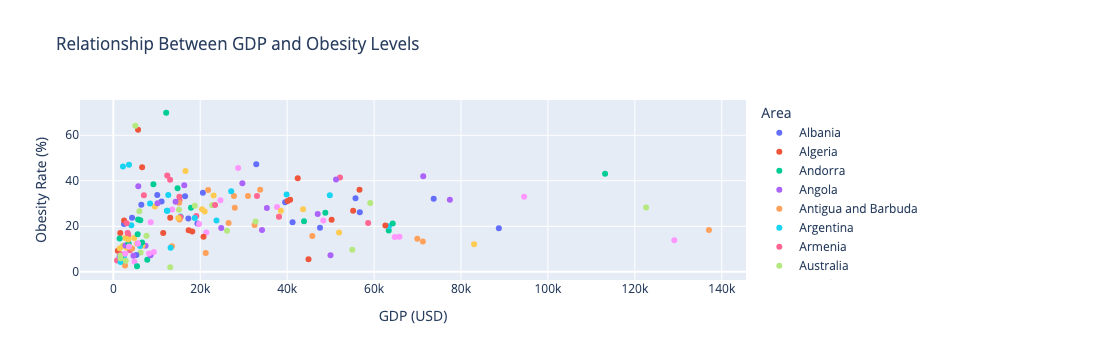 Relationship Between GDP and Obesity Levels
Obesity Rate (%)
60
40
20
0
0 20k 40k 60k 80k 100k 120k 140k
GDP (USD)
Area
Albania
Algeria
Andorra
Angola
Antigua and Barbuda
Argentina
Armenia
Australia